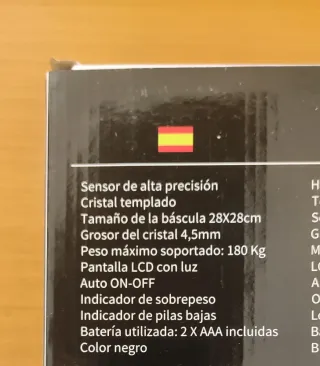 Sensor de alta precisión
Cristal templado
Tamaño de la báscula 28X28cm
Grosor del cristal 4,5mm
Peso máximo soportado: 180 Kg
Pantalla LCD con luz
Auto ON-OFF
Indicador de sobrepeso
Indicador de pilas bajas
Batería utilizada: 2 X AAA incluidas
Color negro